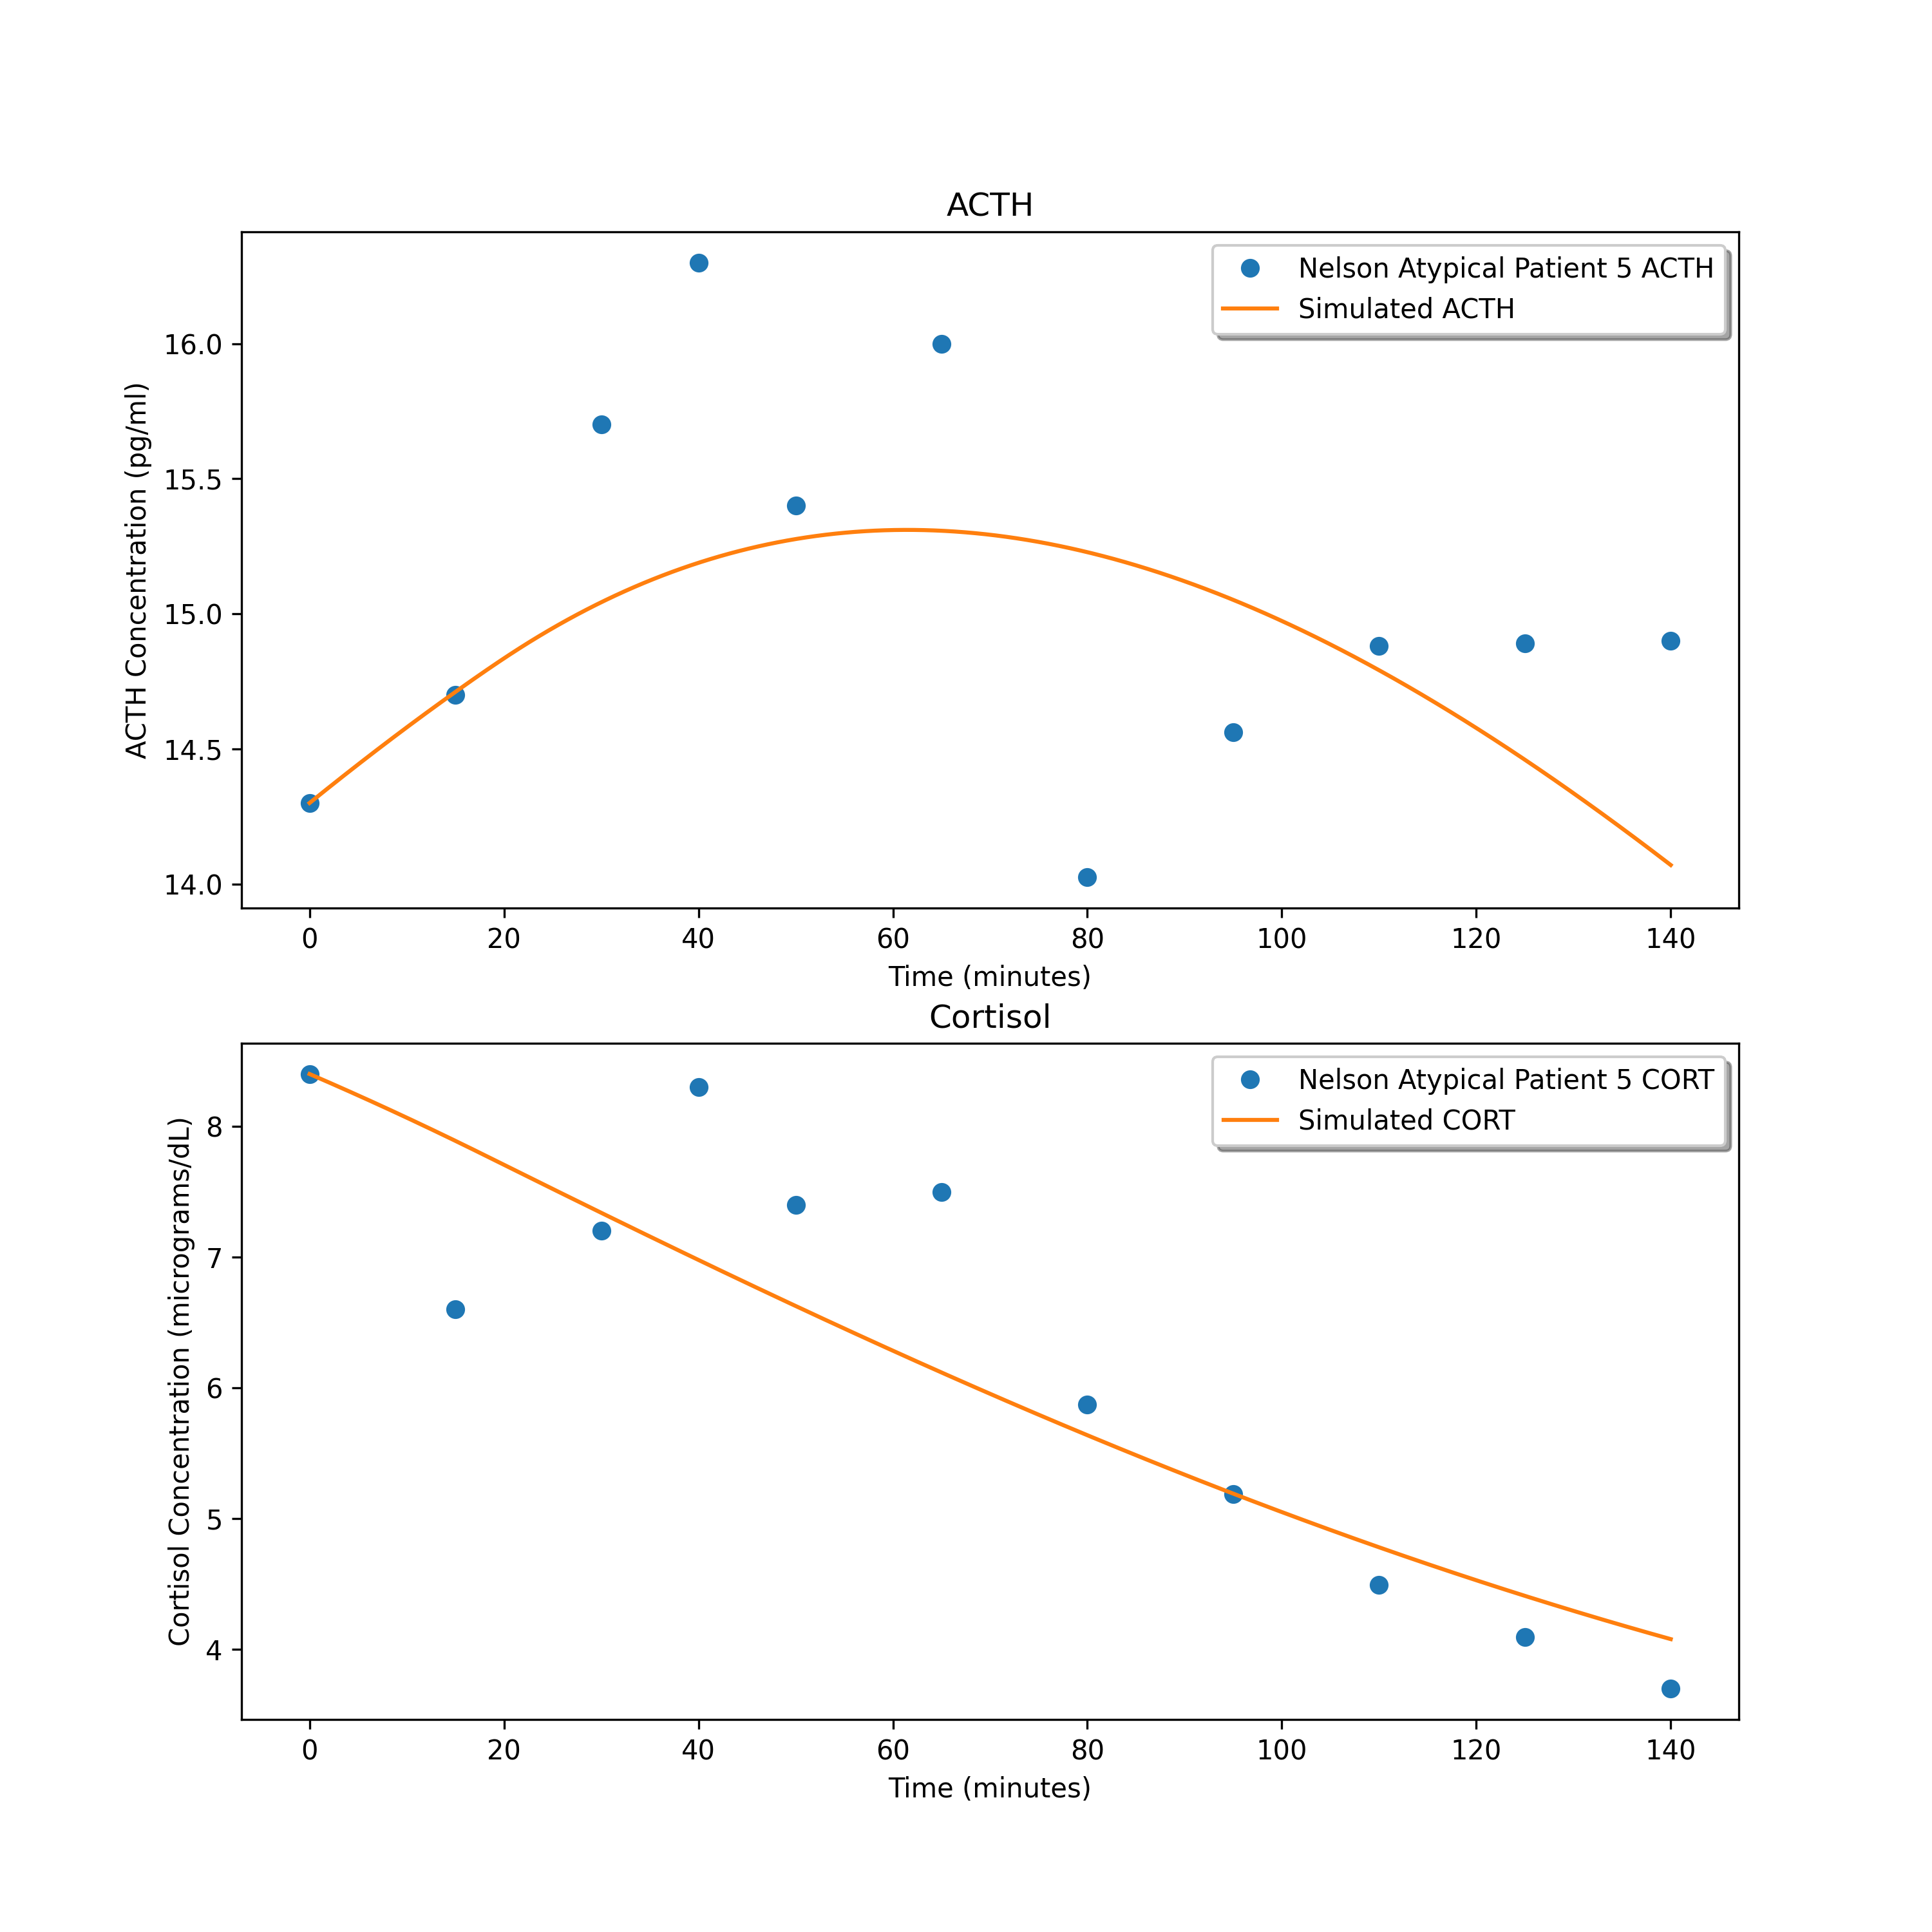 ACTH
Nelson Atypical Patient 5 ACTH
Simulated ACTH
ACTH Concentration (pg/ml)
16.0
15.5
15.0
14.5
14.0
0 20 40 60 80 100 120 140
Time (minutes)
Cortisol
Nelson Atypical Patient 5 CORT
Simulated CORT
Cortisol Concentration (micrograms/dL)
8
7
6
5
4
0 20 40 60 80 100 120 140
Time (minutes)